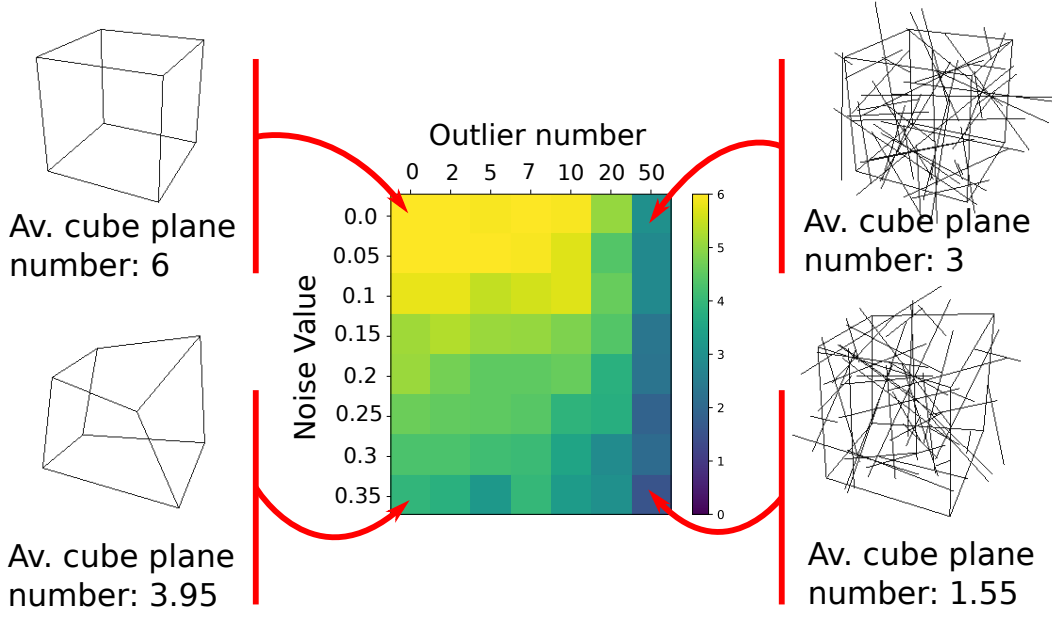 Outlier number
0 2 5 7 10 20 50
Noise Value
0.0
0.05
0.1
0.15
0.2
0.25
0.3
0.35
6
5
4
3
2
1
0
Av. cube plane
number: 6
Av. cube plane
number: 3
Av. cube plane
number: 3.95
Av. cube plane
number: 1.55